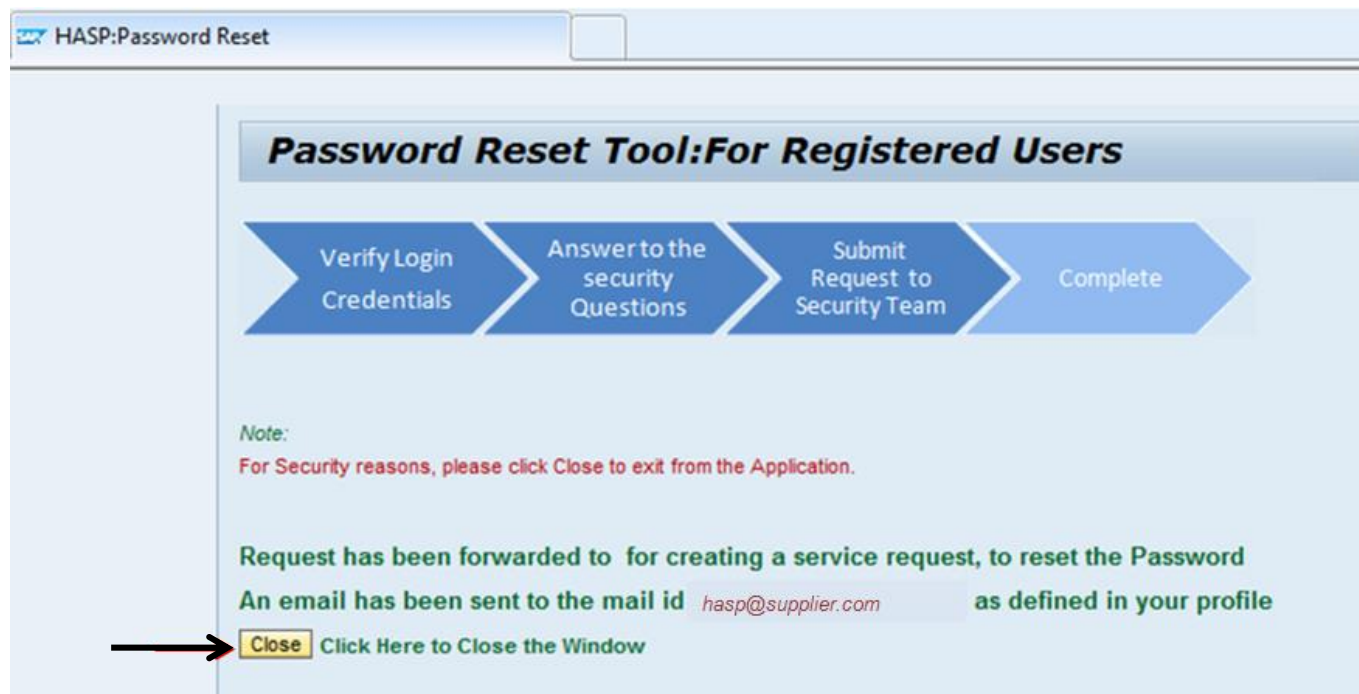 SAP HASP:Password Reset
Password Reset Tool:For Registered Users
Verify Login
Credentials
Answer to the
security
Questions
Submit
Request to
Security Team
Complete
Note:
For Security reasons, please click Close to exit from the Application.
Request has been forwarded to for creating a service request, to reset the Password
An email has been sent to the mail id hasp@supplier.com as defined in your profile
Close Click Here to Close the Window